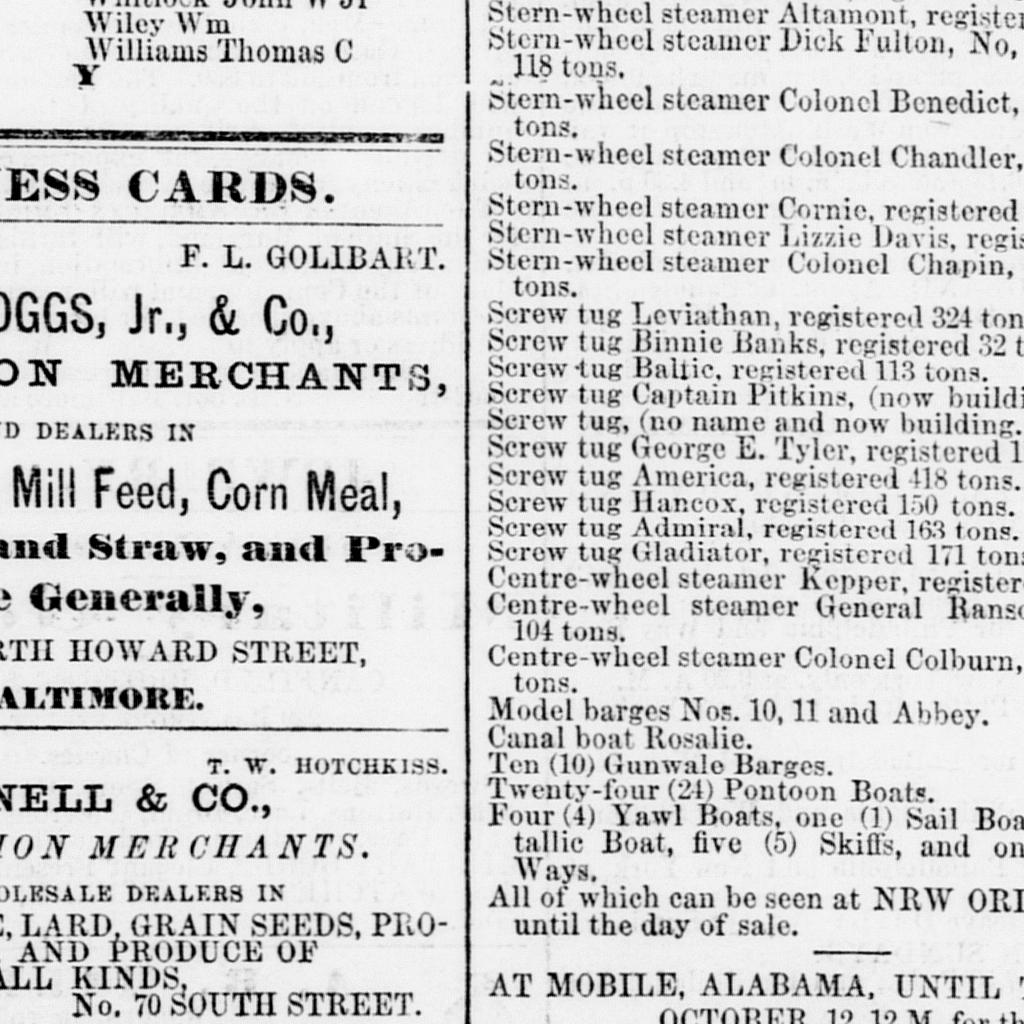 Whitlock John W Jr
Wiley Wm
Williams Thomas C
Y
ESS CARDS.
F. L. GOLIBART.
OGGS, Jr., & Co.,
ON MERCHANTS,
ND DEALERS IN
Mill Feed, Corn Meal,
and Straw, and Pro-
e Generally,
RTH HOWARD STREET,
ALTIMORE.
T. W. HOTCHKISS.
NELL & CO.,
ION MERCHANTS.
OLESALE DEALERS IN
, LARD, GRAIN SEEDS, PRO-
AND PRODUCE OF
ALL KINDS,
No. 70 SOUTH STREET.
Stern-wheel steamer Altamont, register
Stern-wheel steamer Dick Fulton, No,
118 tons.
Stern-wheel steamer Colonel Benedict,
tons.
Stern-wheel steamer Colonel Chandler,
tons.
Stern-wheel steamer Cornie, registered
Stern-wheel steamer Lizzie Davis, regis
Stern-wheel steamer Colonel Chapin,
tons.
Screw tug Leviathan, registered 324 ton
Screw tug Binnie Banks, registered 32 t
Screw tug Baltic, registered 113 tons.
Screw tug Captain Pitkins, (now buildi
Screw tug, (no name and now building.
Screw tug George E. Tyler, registered 1
Screw tug America, registered 418 tons.
Screw tug Hancox, registered 150 tons.
Screw tug Admiral, registered 163 tons.
Screw tug Gladiator, registered 171 tons
Centre-wheel steamer Kepper, registere
Centre-wheel steamer General Ranso
104 tons.
Centre-wheel steamer Colonel Colburn,
tons.
Model barges Nos. 10, 11 and Abbey.
Canal boat Rosalie.
Ten (10) Gunwale Barges.
Twenty-four (24) Pontoon Boats.
Four (4) Yawl Boats, one (1) Sail Boa
tallic Boat, five (5) Skiffs, and on
Ways.
All of which can be seen at NRW ORI
until the day of sale.
AT MOBILE, ALABAMA, UNTIL
OCTOBER 12, 12 M, for th